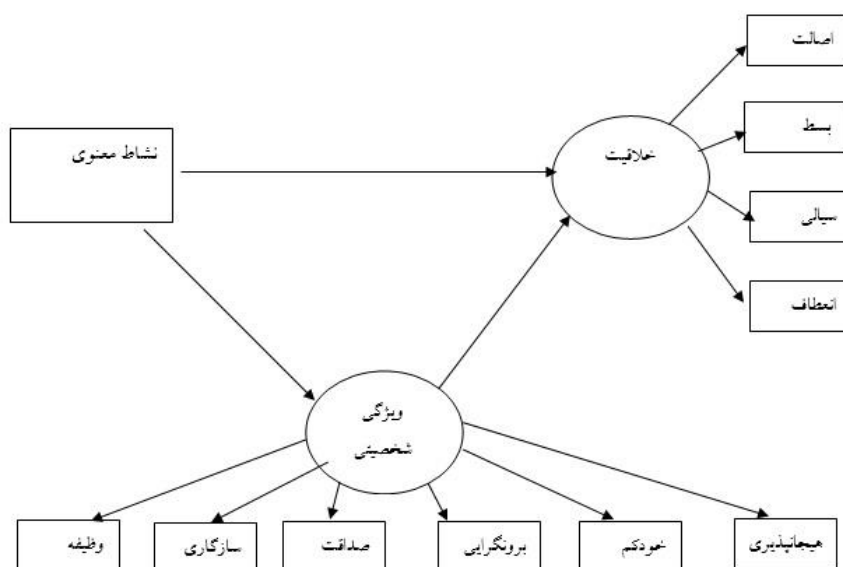 اصالت
بسط
نشاط معنوی
خلاقیت
سیالی
انعطاف
ویژگی
شخصیتی
هیجانپذیری
خودکم
برونگرایی
صداقت
سازگاری
وظیفه